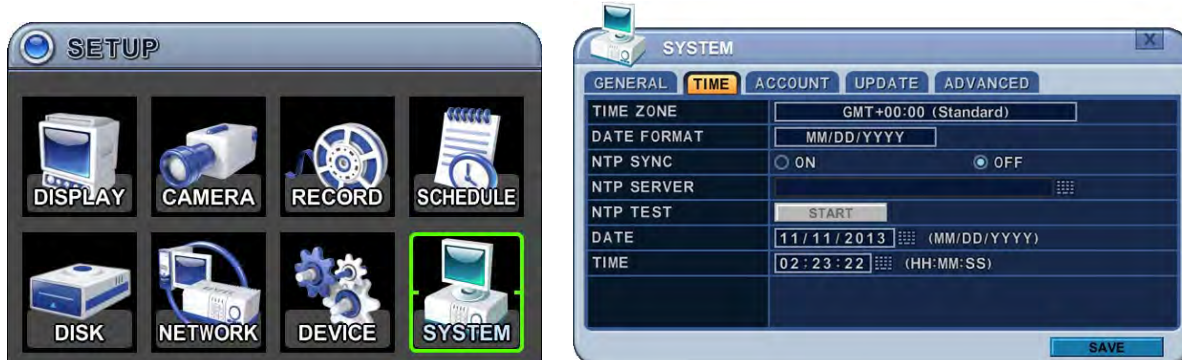 SETUP
DISPLAY CAMERA RECORD SCHEDULE
DISK NETWORK DEVICE SYSTEM
SYSTEM
X
GENERAL TIME ACCOUNT UPDATE ADVANCED
TIME ZONE GMT+00:00 (Standard)
DATE FORMAT MM/DD/YYYY
NTP SYNC ON OFF
NTP SERVER
NTP TEST START
DATE 11/11/2013 (MM/DD/YYYY)
TIME 02:23:22 (HH:MM:SS)
SAVE